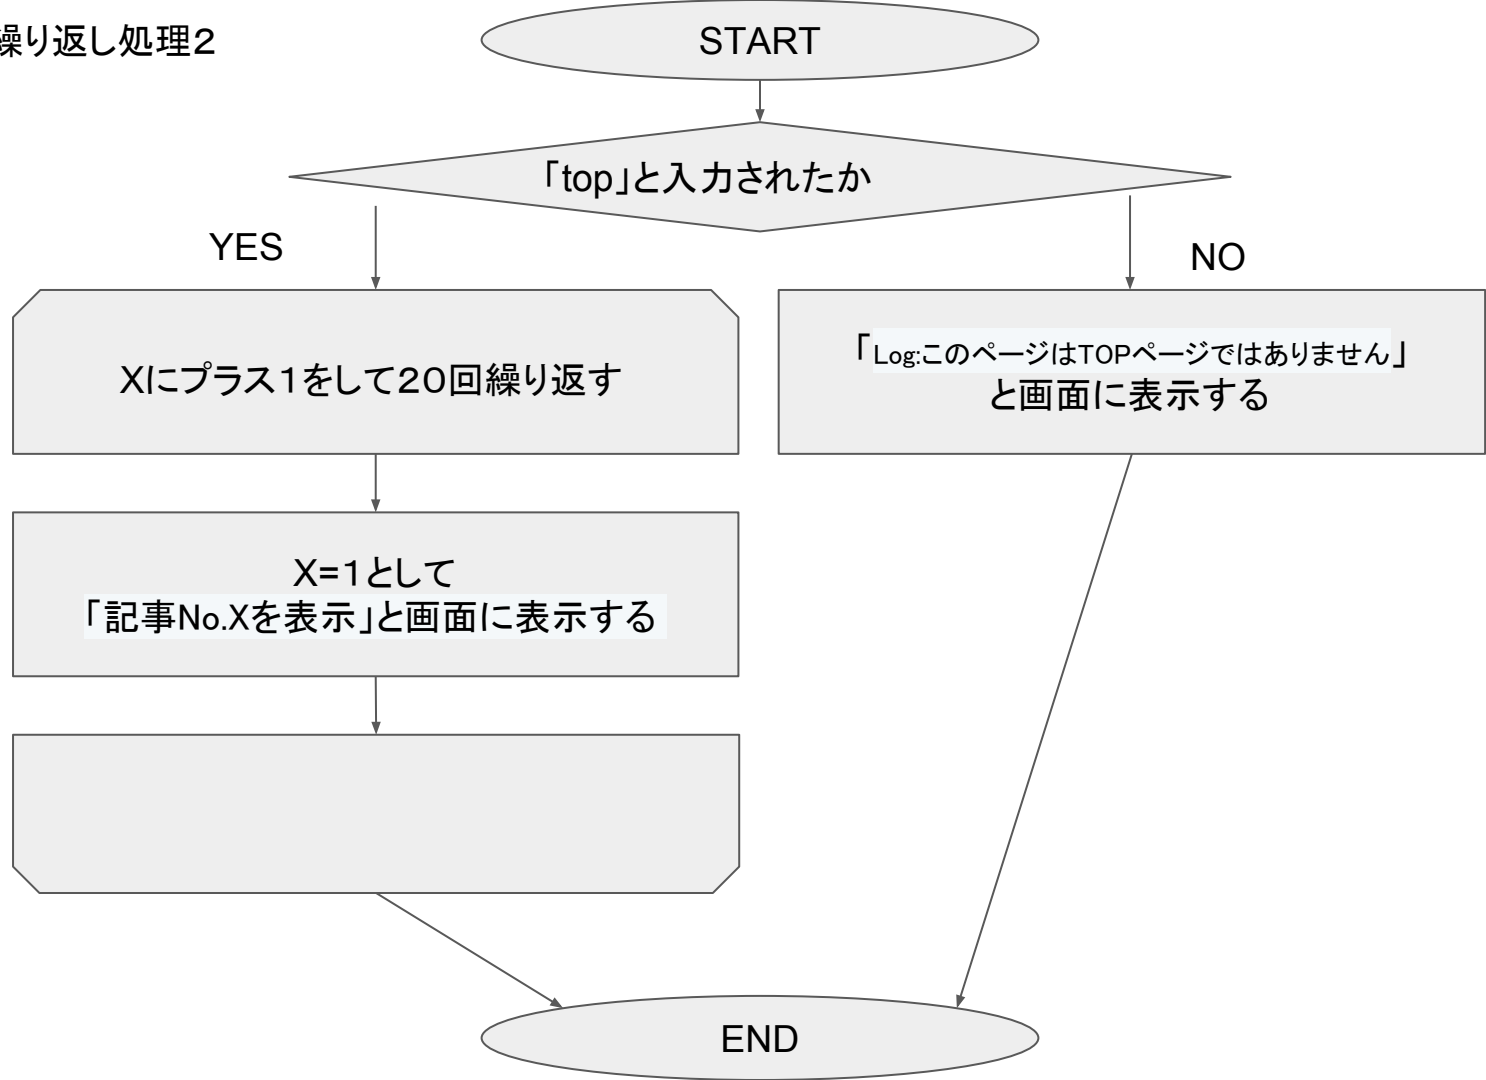 繰り返し処理２
START
「top」と入力されたか
YES
NO
Xにプラス１をして２０回繰り返す
「Log:このページはTOPページではありません」
と画面に表示する
X=１として
「記事No.Xを表示」と画面に表示する
END